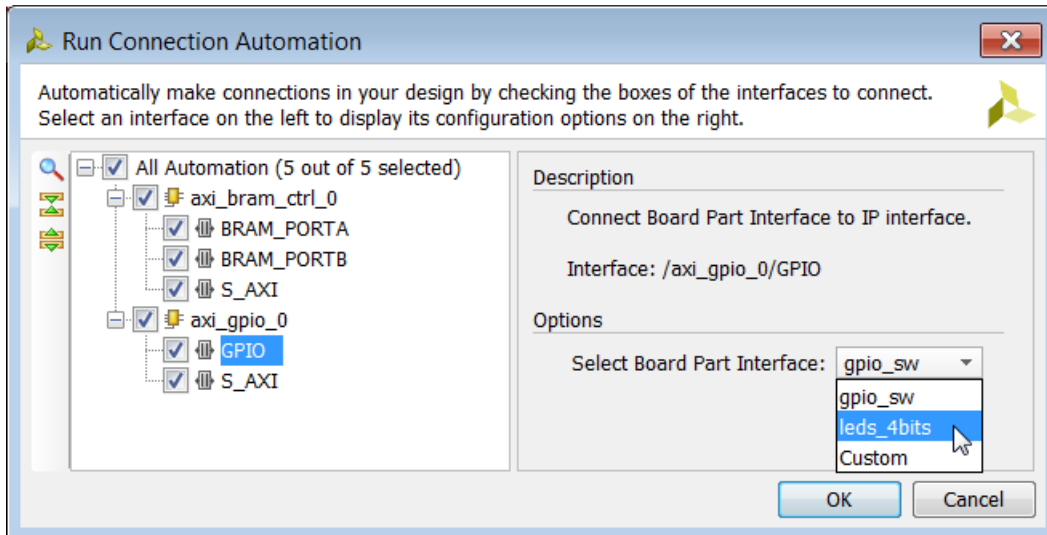 Run Connection Automation
Automatically make connections in your design by checking the boxes of the interfaces to connect.
Select an interface on the left to display its configuration options on the right.
All Automation (5 out of 5 selected)
axi_bram_ctrl_0
BRAM_PORTA
BRAM_PORTB
S_AXI
axi_gpio_0
GPIO
S_AXI
Description
Connect Board Part Interface to IP interface.
Interface: /axi_gpio_0/GPIO
Options
Select Board Part Interface: gpio_sw
gpio_sw
leds_4bits
Custom
OK Cancel